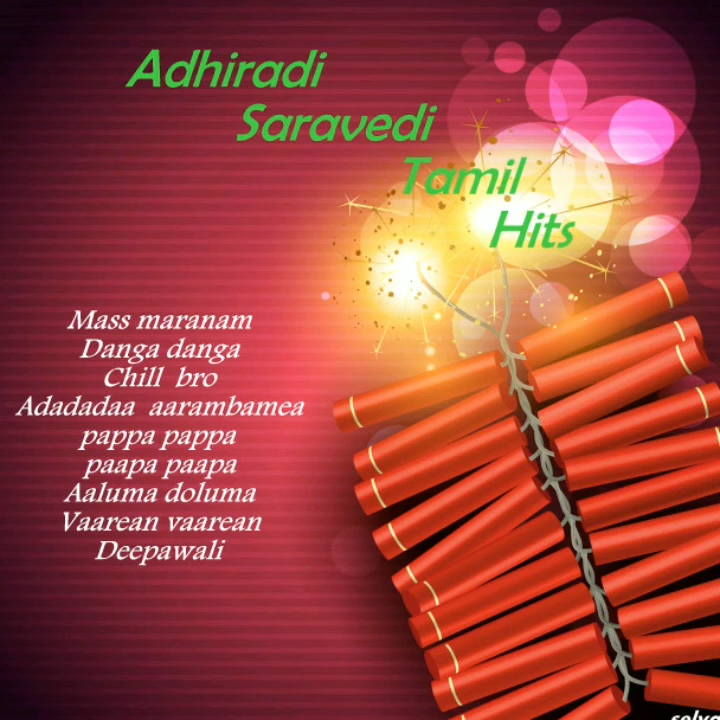 Adhiradi
Saravedi
Tamil
Hits
Mass maranam
Danga danga
Chill bro
Adadadaa aarambamea
pappa pappa
paapa paapa
Aaluma doluma
Vaarean vaarean
Deepawali